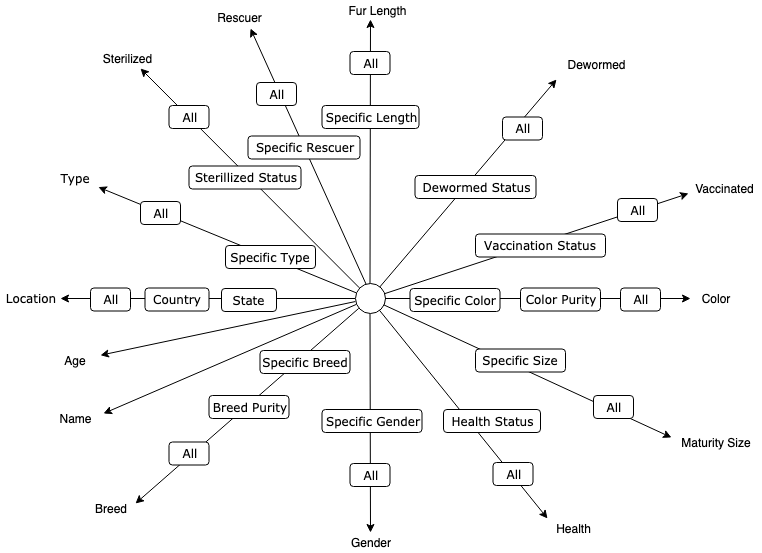 Fur Length
Rescuer
Sterilized
All
Dewormed
All
All
Specific Length
All
All
Specific Rescuer
Sterillized Status
Type
Dewormed Status
Vaccinated
All
All
Vaccination Status
Specific Type
Location
All
Country
State
Specific Color
Color Purity
All
Color
Age
Specific Breed
Specific Size
Name
Breed Purity
All
Specific Gender
Health Status
Maturity Size
All
All
All
Breed
Health
Gender